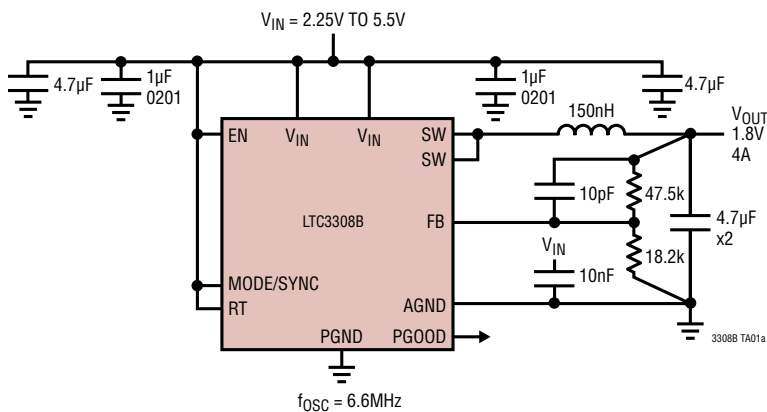 V_IN = 2.25V TO 5.5V
4.7µF
1µF
0201
1µF
0201
4.7µF
150nH
V_OUT
1.8V
4A
EN
V_IN
V_IN
SW
SW
10pF
47.5k
4.7µF
x2
LTC3308B
FB
V_IN
18.2k
10nF
MODE/SYNC
RT
AGND
PGND
PGOOD
3308B TA01a
f_OSC = 6.6MHz